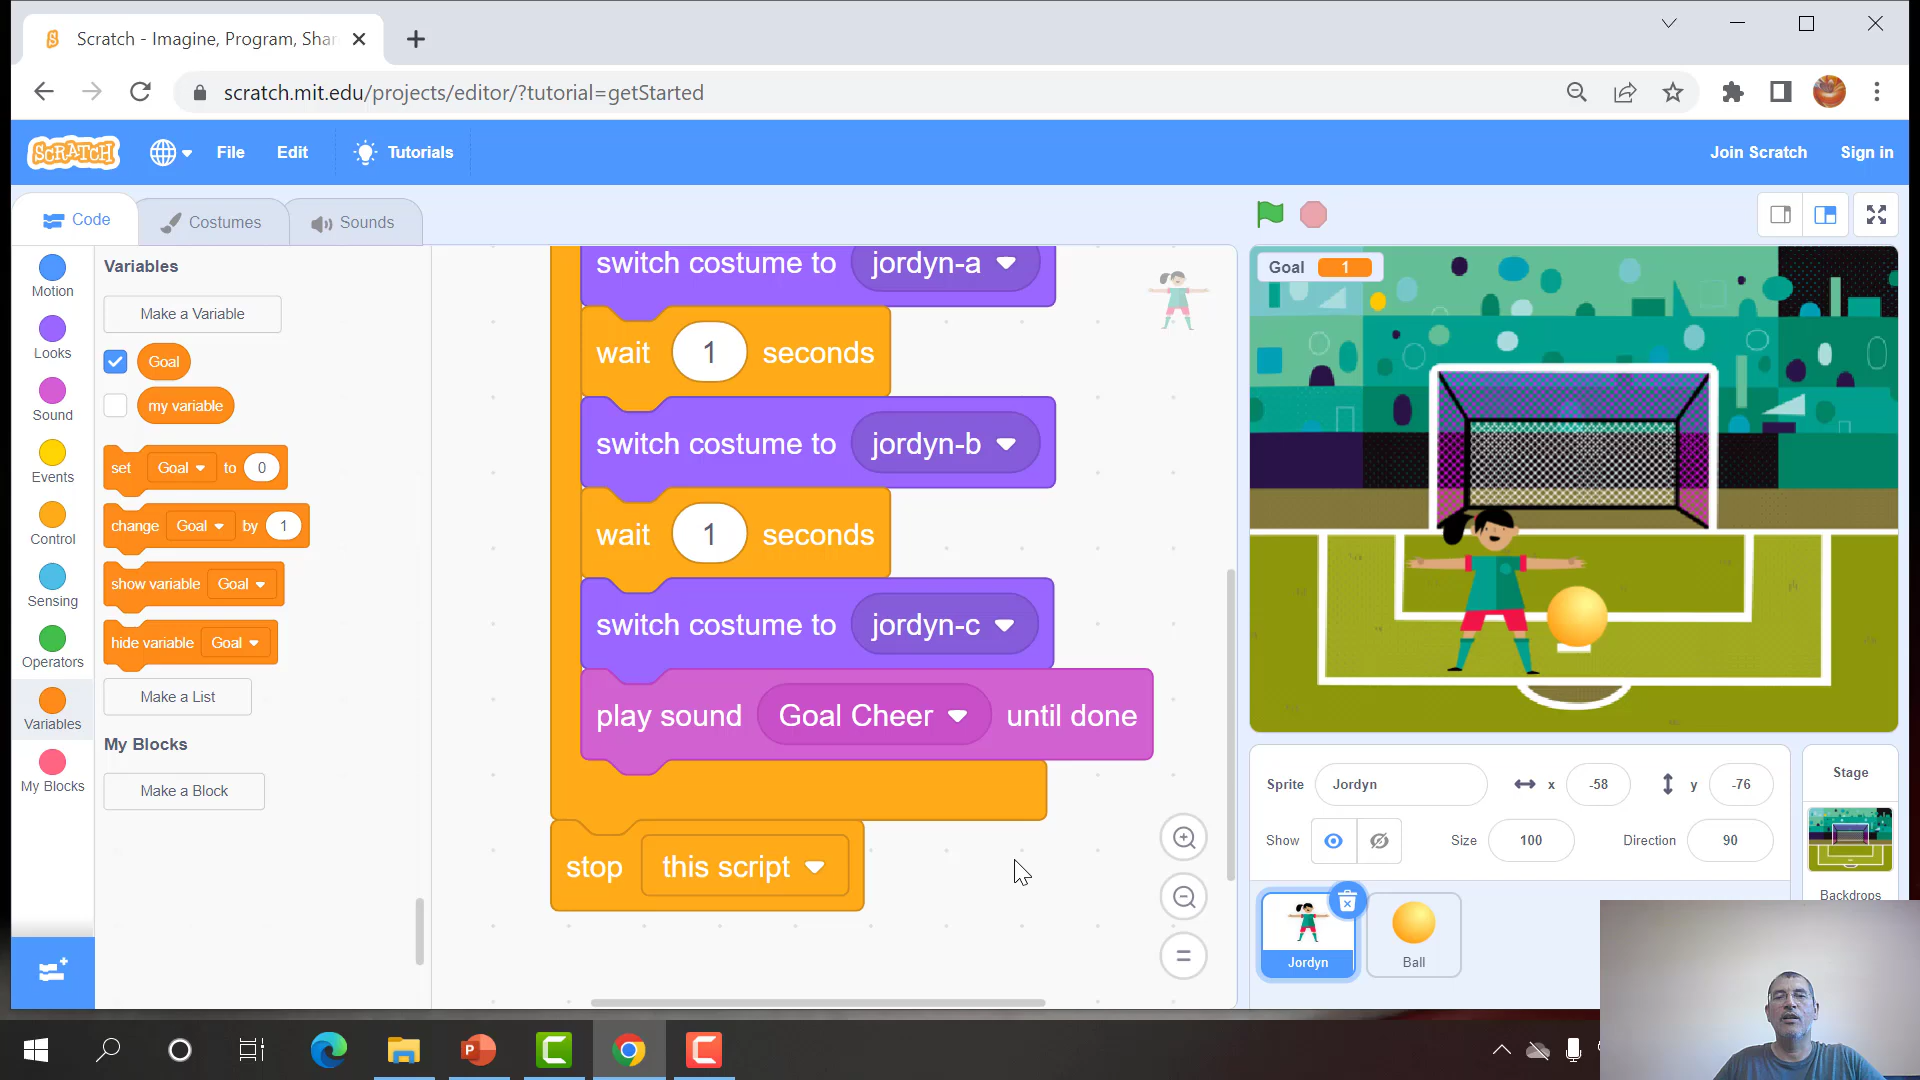 Scratch - Imagine, Program, Shar
scratch.mit.edu/projects/editor/?tutorial=getStarted
SCRATCH
File
Edit
Tutorials
Join Scratch
Sign in
Code
Costumes
Sounds
Motion
Looks
Sound
Events
Control
Sensing
Operators
Variables
My Blocks
Variables
Make a Variable
Goal
my variable
set Goal to 0
change Goal by 1
show variable Goal
hide variable Goal
Make a List
My Blocks
Make a Block
switch costume to jordyn-a
wait 1 seconds
switch costume to jordyn-b
wait 1 seconds
switch costume to jordyn-c
play sound Goal Cheer until done
stop this script
Goal 1
Sprite Jordyn x -58 y -76
Show Size 100 Direction 90
Jordyn
Ball
Stage
Backdrops